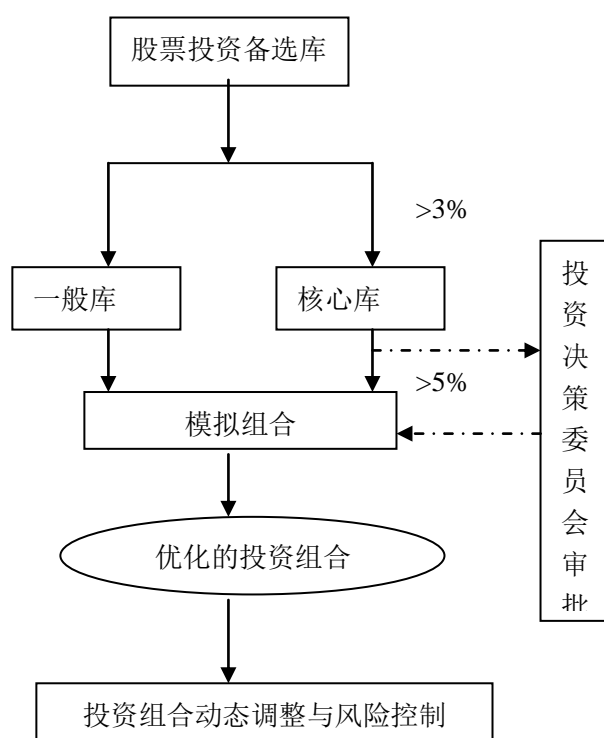 股票投资备选库
>3%
一般库
核心库
>5%
模拟组合
投资决策委员会审批
优化的投资组合
投资组合动态调整与风险控制